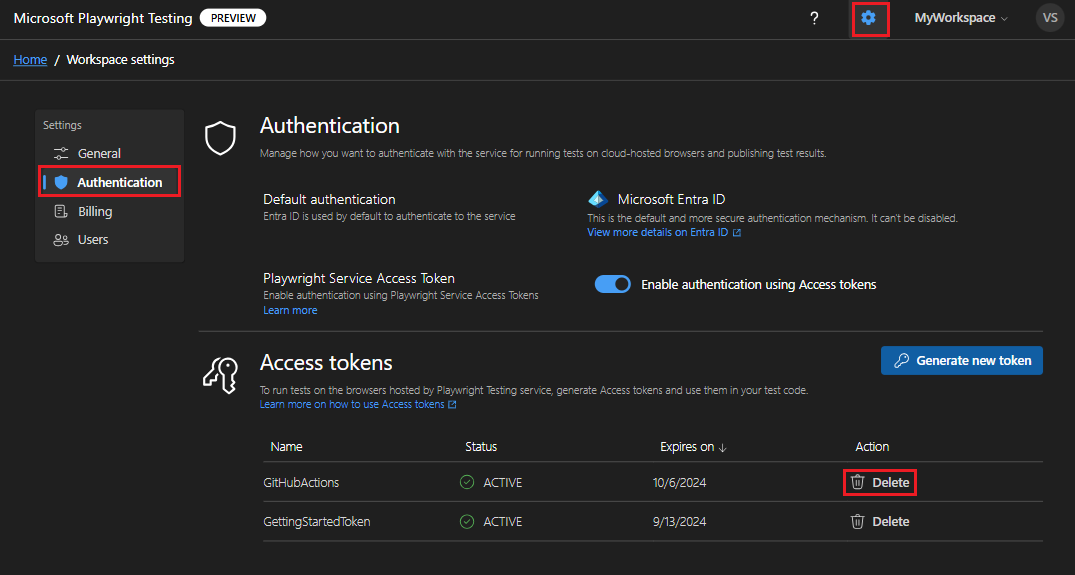 Microsoft Playwright Testing PREVIEW ? MyWorkspace VS
Home / Workspace settings
Settings
General
Authentication
Billing
Users
Authentication
Manage how you want to authenticate with the service for running tests on cloud-hosted browsers and publishing test results.
Default authentication
Entra ID is used by default to authenticate to the service
Microsoft Entra ID
This is the default and more secure authentication mechanism. It can't be disabled.
View more details on Entra ID
Playwright Service Access Token
Enable authentication using Playwright Service Access Tokens
Learn more
Enable authentication using Access tokens
Access tokens
Generate new token
To run tests on the browsers hosted by Playwright Testing service, generate Access tokens and use them in your test code.
Learn more on how to use Access tokens
Name Status Expires on ↓ Action
GitHubActions ACTIVE 10/6/2024 Delete
GettingStartedToken ACTIVE 9/13/2024 Delete